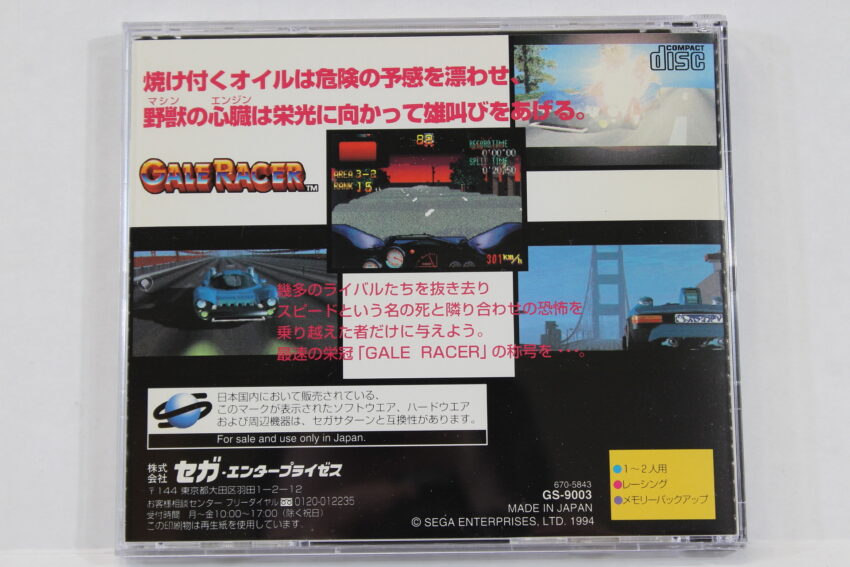 COMPACT
disc
焼け付くオイルは危険の予感を漂わせ、
マシン エンジン
野獣の心臓は栄光に向かって雄叫びをあげる。
GALE RACER™
RECORD TIME
0'00"00
SPLIT TIME
0'20"50
AREA 3-2
RANK 15
301 km/h
幾多のライバルたちを抜き去り
スピードという名の死と隣り合わせの恐怖を
乗り越えた者だけに与えよう。
最速の栄冠「GALE RACER」の称号を…。
日本国内において販売されている、
このマークが表示されたソフトウエア、ハードウエア
および周辺機器は、セガサターンと互換性があります。
For sale and use only in Japan.
株式会社 セガ・エンタープライゼス
〒144 東京都大田区羽田1-2-12
お客様相談センター フリーダイヤル 0120-012235
受付時間 月~金10:00~17:00(除く祝日)
この印刷物は再生紙を使用しています
670-5843
GS-9003
MADE IN JAPAN
© SEGA ENTERPRISES, LTD. 1994
1~2人用
レーシング
メモリーバックアップ